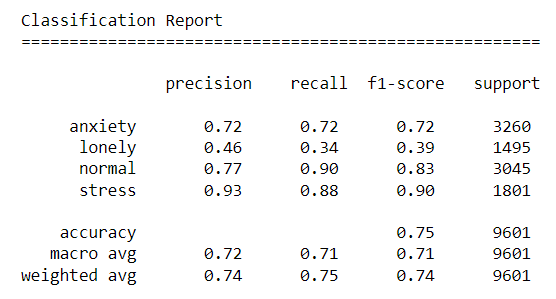 Classification Report
======================================================
precision recall f1-score support
anxiety 0.72 0.72 0.72 3260
lonely 0.46 0.34 0.39 1495
normal 0.77 0.90 0.83 3045
stress 0.93 0.88 0.90 1801
accuracy 0.75 9601
macro avg 0.72 0.71 0.71 9601
weighted avg 0.74 0.75 0.74 9601